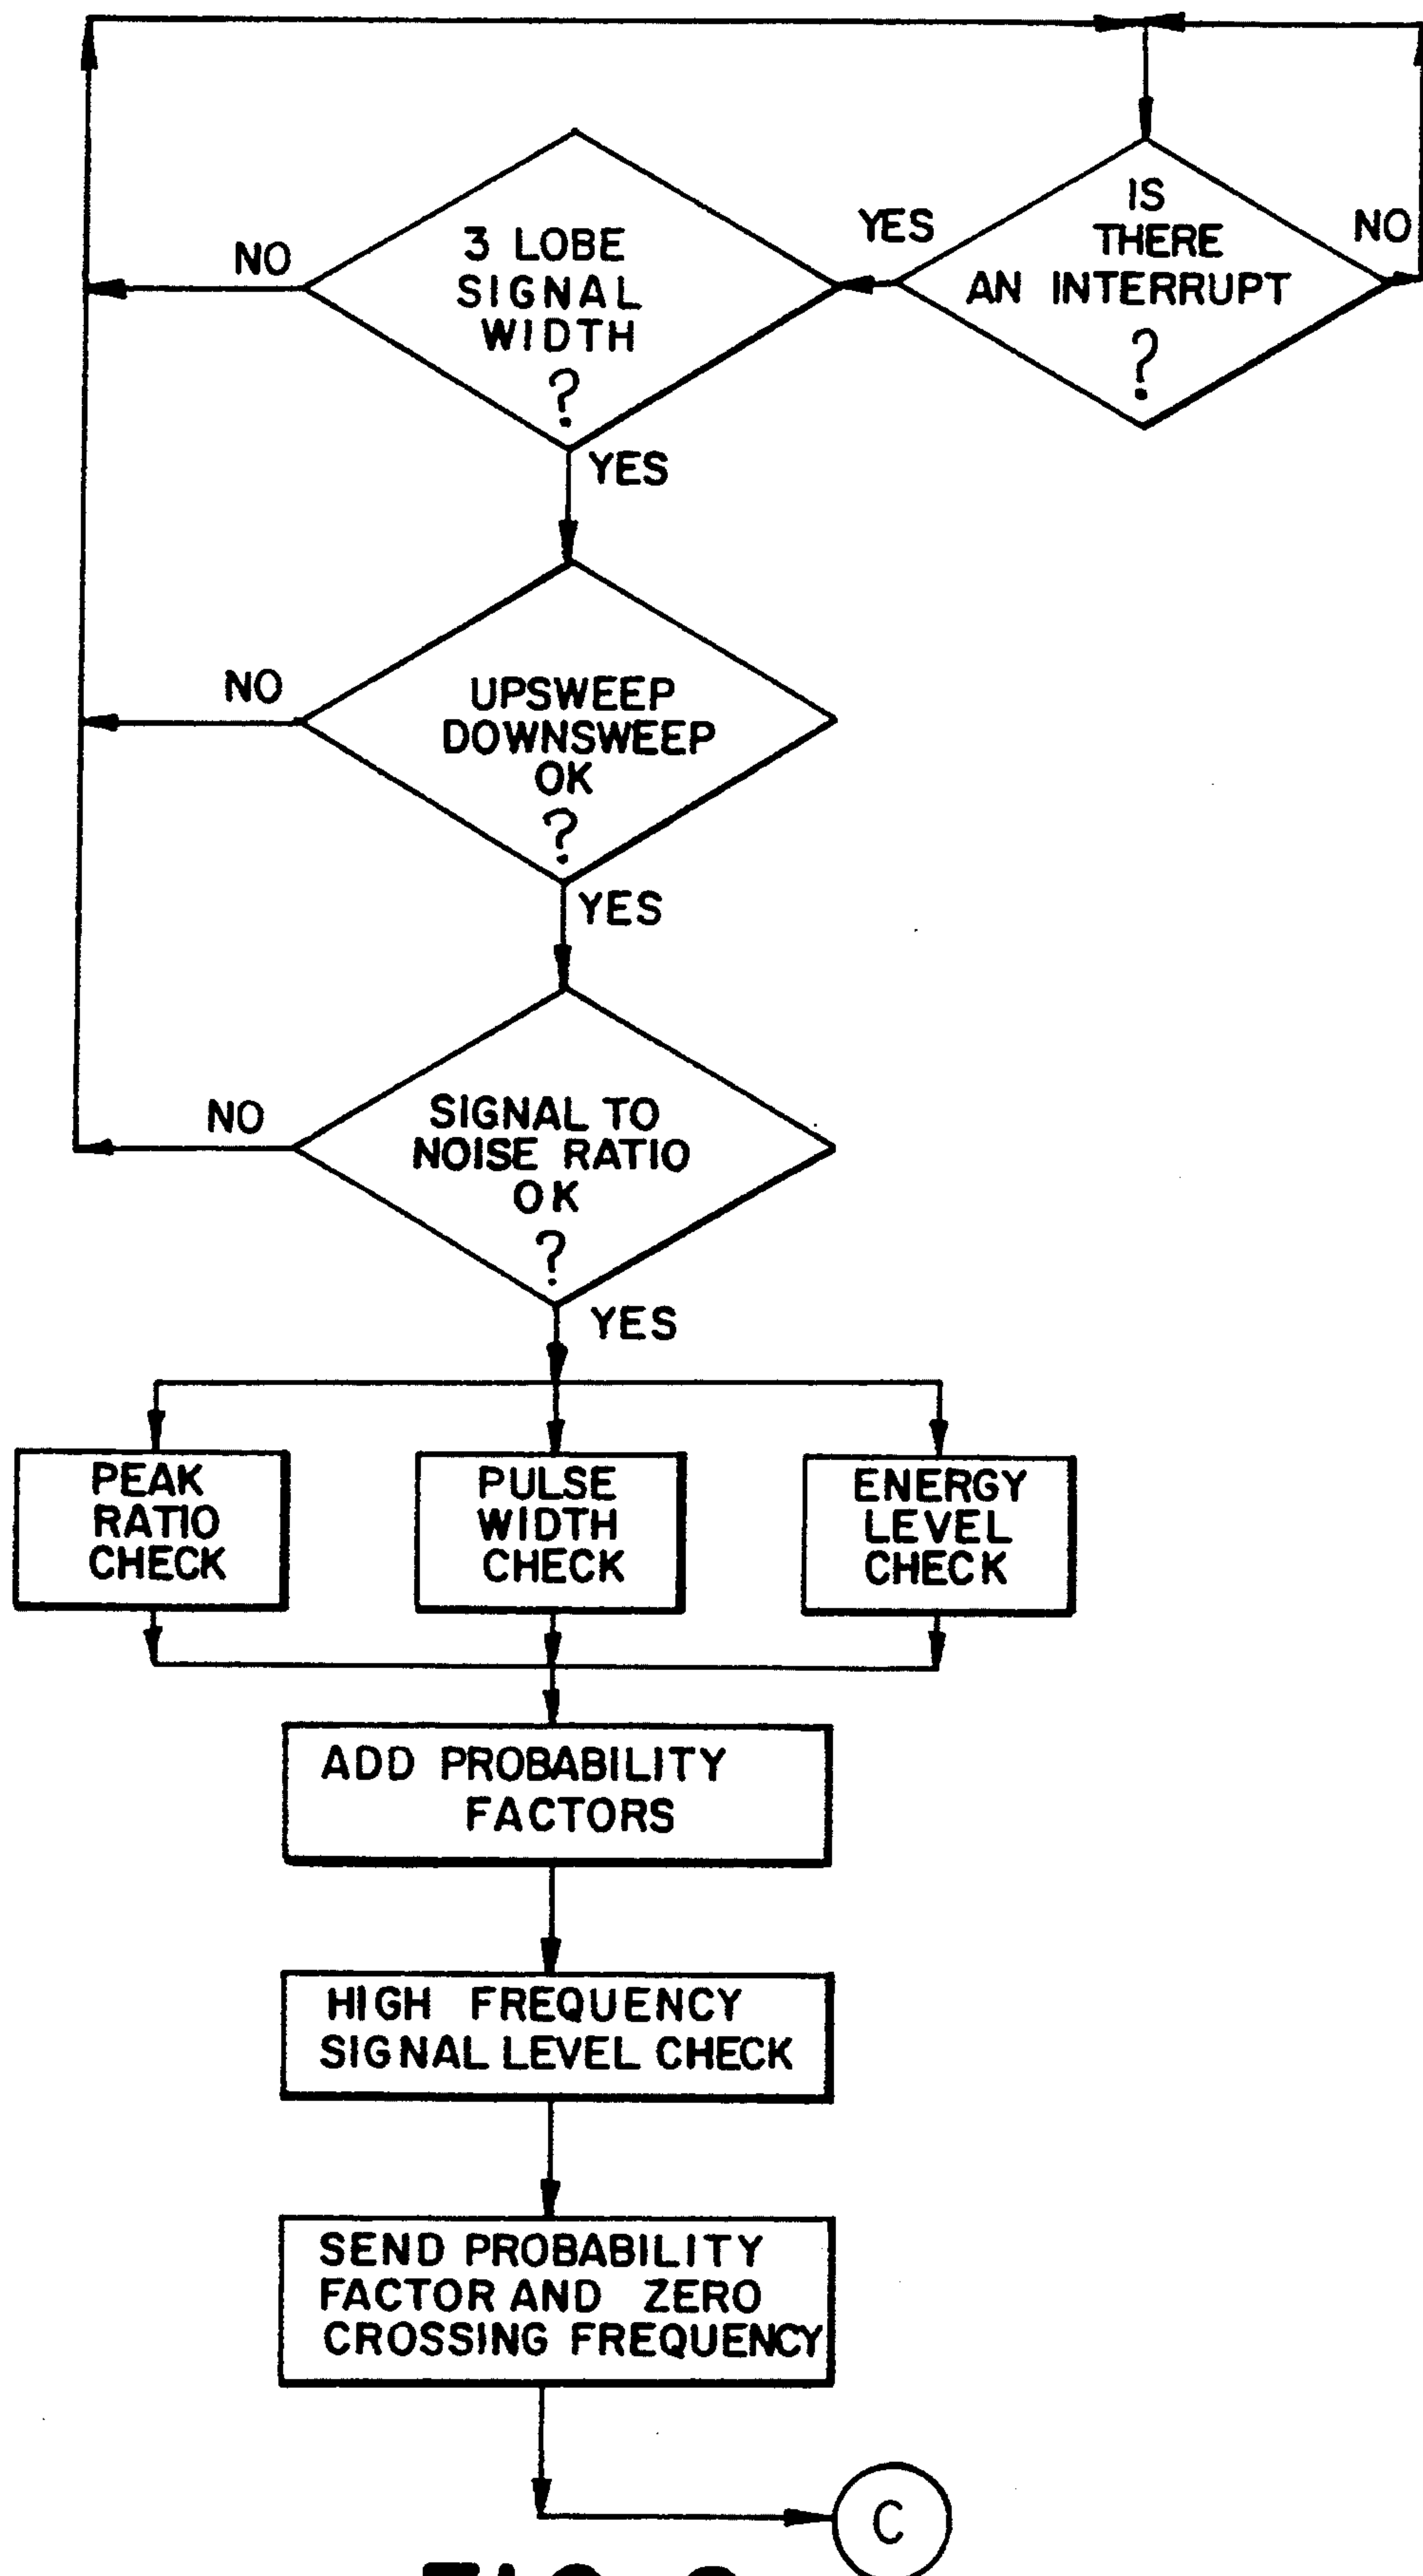 IS
THERE
AN INTERRUPT
?
YES
NO
3 LOBE
SIGNAL
WIDTH
?
NO
YES
UPSWEEP
DOWNSWEEP
OK
?
NO
YES
SIGNAL TO
NOISE RATIO
OK
?
NO
YES
PEAK
RATIO
CHECK
PULSE
WIDTH
CHECK
ENERGY
LEVEL
CHECK
ADD PROBABILITY
FACTORS
HIGH FREQUENCY
SIGNAL LEVEL CHECK
SEND PROBABILITY
FACTOR AND ZERO
CROSSING FREQUENCY
C